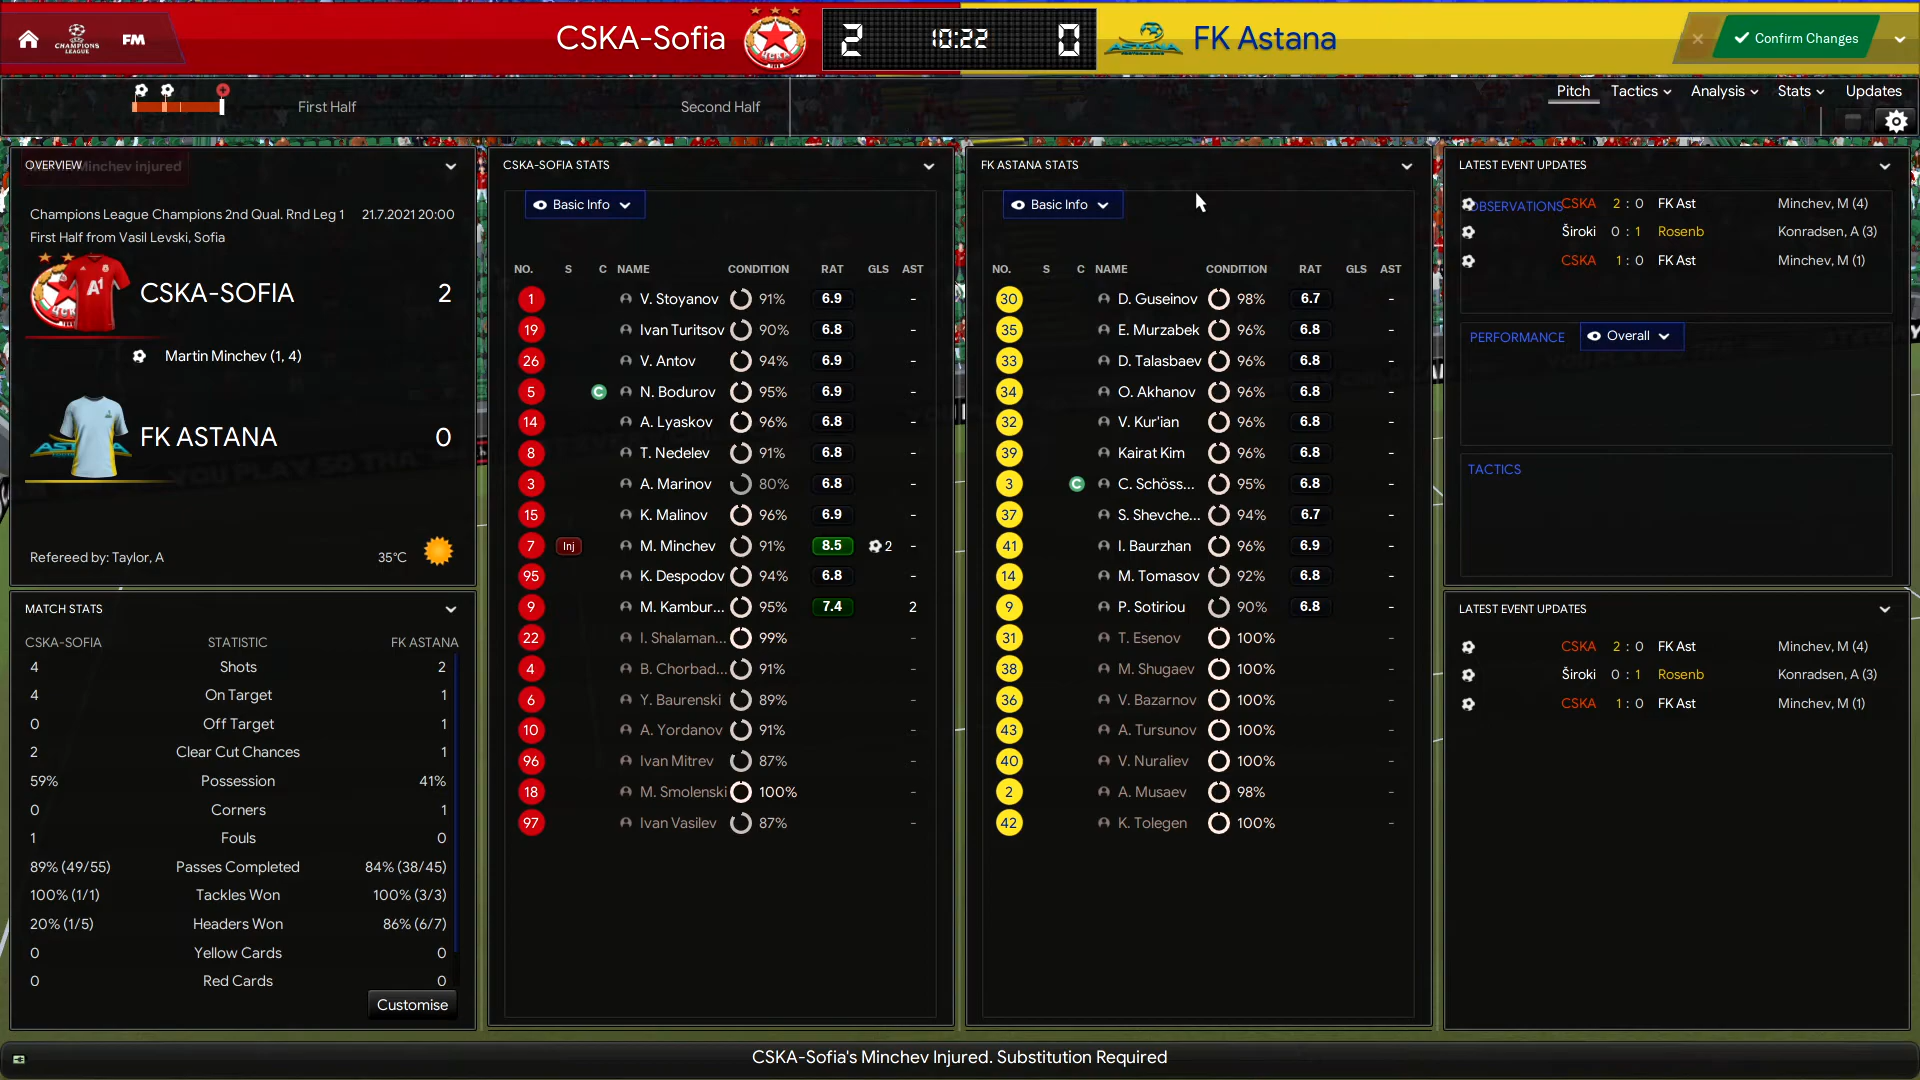 CHAMPIONS LEAGUE
FM
CSKA-Sofia
2
10:22
0
FK Astana
Confirm Changes
First Half
Second Half
Pitch
Tactics
Analysis
Stats
Updates
OVERVIEW
Minchev injured
Champions League Champions 2nd Qual. Rnd Leg 1 21.7.2021 20:00
First Half from Vasil Levski, Sofia
A1
CSKA-SOFIA 2
Martin Minchev (1, 4)
ASTANA
FK ASTANA 0
Refereed by: Taylor, A 35°C
MATCH STATS
CSKA-SOFIA STATISTIC FK ASTANA
4 Shots 2
4 On Target 1
0 Off Target 1
2 Clear Cut Chances 1
59% Possession 41%
0 Corners 1
1 Fouls 0
89% (49/55) Passes Completed 84% (38/45)
100% (1/1) Tackles Won 100% (3/3)
20% (1/5) Headers Won 86% (6/7)
0 Yellow Cards 0
0 Red Cards 0
Customise
CSKA-SOFIA STATS
Basic Info
NO. S C NAME CONDITION RAT GLS AST
1 V. Stoyanov 91% 6.9 -
19 Ivan Turitsov 90% 6.8 -
26 V. Antov 94% 6.9 -
5 C N. Bodurov 95% 6.9 -
14 A. Lyaskov 96% 6.8 -
8 T. Nedelev 91% 6.8 -
3 A. Marinov 80% 6.8 -
15 K. Malinov 96% 6.9 -
7 Inj M. Minchev 91% 8.5 2 -
95 K. Despodov 94% 6.8 -
9 M. Kambur... 95% 7.4 2
22 I. Shalaman... 99% -
4 B. Chorbad... 91% -
6 Y. Baurenski 89% -
10 A. Yordanov 91% -
96 Ivan Mitrev 87% -
18 M. Smolenski 100% -
97 Ivan Vasilev 87% -
FK ASTANA STATS
Basic Info
NO. S C NAME CONDITION RAT GLS AST
30 D. Guseinov 98% 6.7 -
35 E. Murzabek 96% 6.8 -
33 D. Talasbaev 96% 6.8 -
34 O. Akhanov 96% 6.8 -
32 V. Kur'ian 96% 6.8 -
39 Kairat Kim 96% 6.8 -
3 C C. Schöss... 95% 6.8 -
37 S. Shevche... 94% 6.7 -
41 I. Baurzhan 96% 6.9 -
14 M. Tomasov 92% 6.8 -
9 P. Sotiriou 90% 6.8 -
31 T. Esenov 100% -
38 M. Shugaev 100% -
36 V. Bazarnov 100% -
43 A. Tursunov 100% -
40 V. Nuraliev 100% -
2 A. Musaev 98% -
42 K. Tolegen 100% -
LATEST EVENT UPDATES
OBSERVATIONS
CSKA 2 : 0 FK Ast Minchev, M (4)
Široki 0 : 1 Rosenb Konradsen, A (3)
CSKA 1 : 0 FK Ast Minchev, M (1)
PERFORMANCE Overall
TACTICS
LATEST EVENT UPDATES
CSKA 2 : 0 FK Ast Minchev, M (4)
Široki 0 : 1 Rosenb Konradsen, A (3)
CSKA 1 : 0 FK Ast Minchev, M (1)
CSKA-Sofia's Minchev Injured. Substitution Required